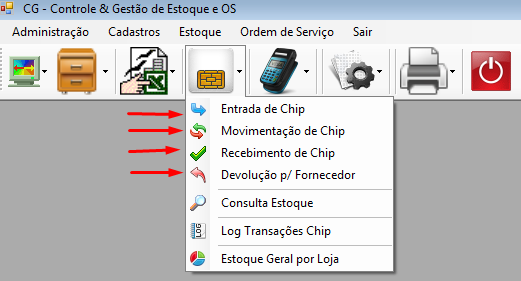 CG - Controle & Gestão de Estoque e OS
Administração Cadastros Estoque Ordem de Serviço Sair
Entrada de Chip
Movimentação de Chip
Recebimento de Chip
Devolução p/ Fornecedor
Consulta Estoque
Log Transações Chip
Estoque Geral por Loja